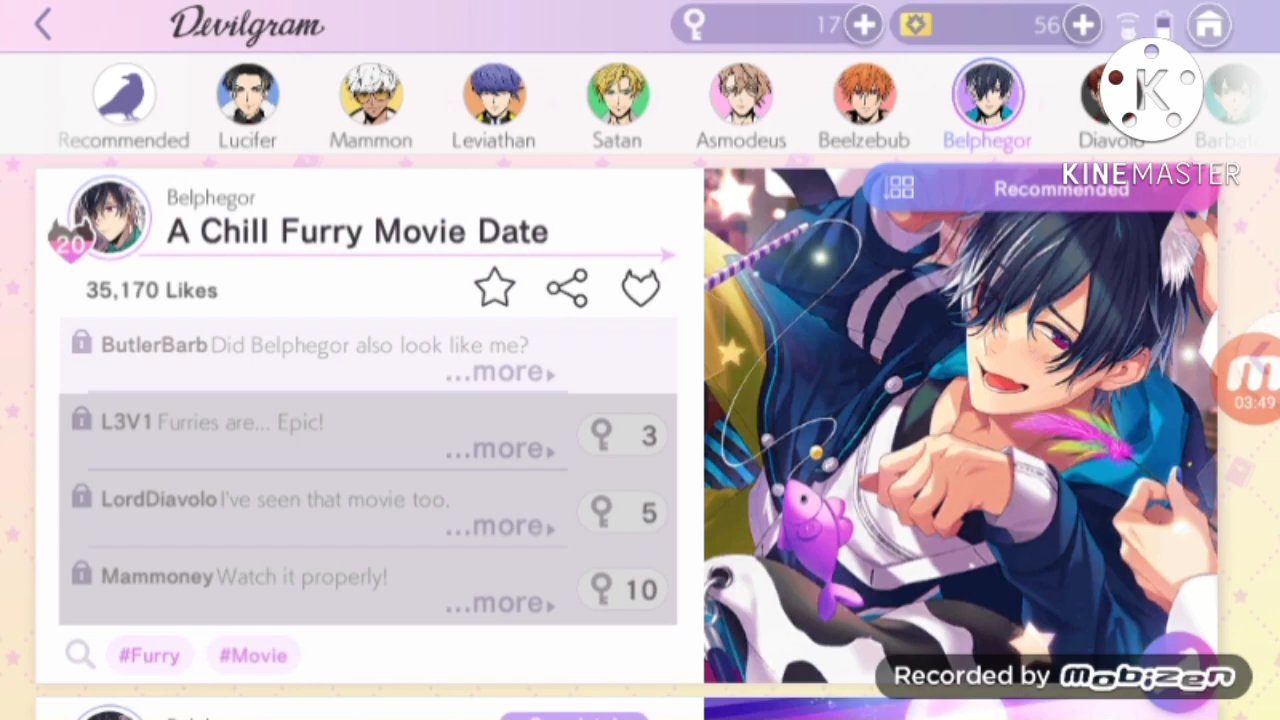 Devilgram
17
56
Recommended
Lucifer
Mammon
Leviathan
Satan
Asmodeus
Beelzebub
Belphegor
Diavolo
K
KINEMASTER
Belphegor
A Chill Furry Movie Date
20
35,170 Likes
Recommended
ButlerBarb Did Belphegor also look like me?
...more
L3V1 Furries are... Epic!
...more
3
LordDiavolo I've seen that movie too.
...more
5
Mammoney Watch it properly!
...more
10
#Furry
#Movie
m
03:49
Recorded by mobizen